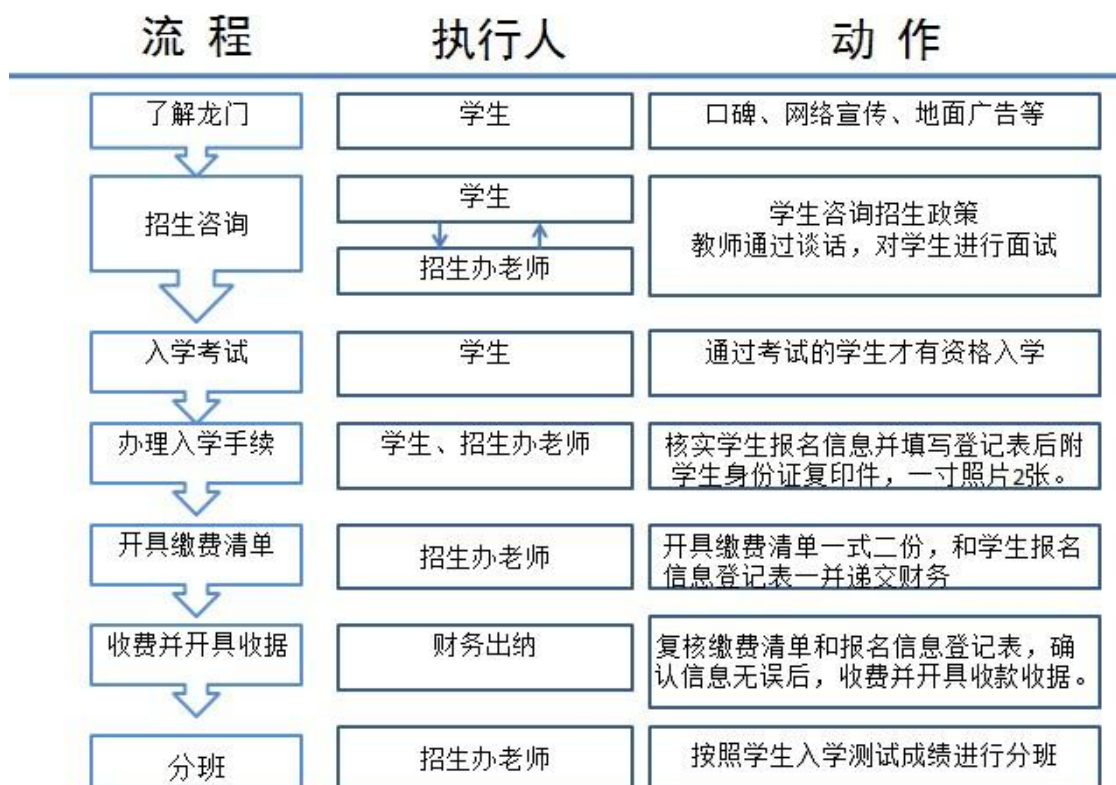 流 程 执行人 动 作
了解龙门 学生 口碑、网络宣传、地面广告等
招生咨询
学生
招生办老师
学生咨询招生政策
教师通过谈话，对学生进行面试
入学考试 学生 通过考试的学生才有资格入学
办理入学手续 学生、招生办老师 核实学生报名信息并填写登记表后附
学生身份证复印件，一寸照片2张。
开具缴费清单 招生办老师 开具缴费清单一式二份，和学生报名
信息登记表一并递交财务
收费并开具收据 财务出纳 复核缴费清单和报名信息登记表，确
认信息无误后，收费并开具收款收据。
分班 招生办老师 按照学生入学测试成绩进行分班